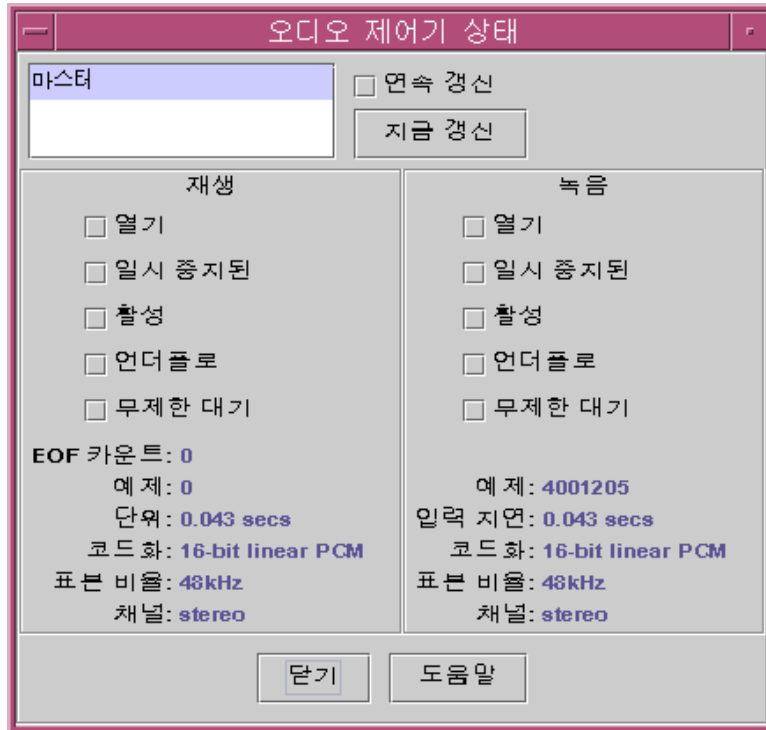 오디오 제어기 상태
마스터
연속 갱신
지금 갱신
재생
열기
일시 중지된
활성
언더플로
무제한 대기
EOF 카운트: 0
예제: 0
단위: 0.043 secs
코드화: 16-bit linear PCM
표본 비율: 48kHz
채널: stereo
녹음
열기
일시 중지된
활성
언더플로
무제한 대기
예제: 4001205
입력 지연: 0.043 secs
코드화: 16-bit linear PCM
표본 비율: 48kHz
채널: stereo
닫기
도움말